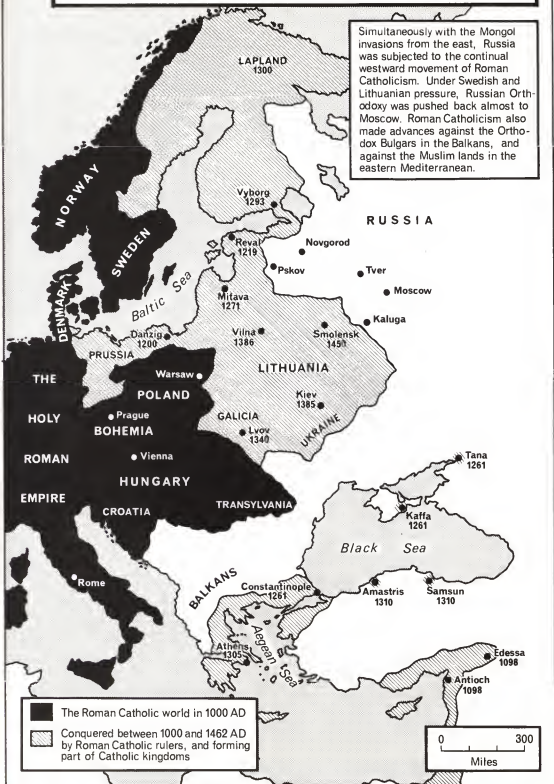 Simultaneously with the Mongol
invasions from the east, Russia
was subjected to the continual
westward movement of Roman
Catholicism. Under Swedish and
Lithuanian pressure, Russian Orth-
odoxy was pushed back almost to
Moscow. Roman Catholicism also
made advances against the Ortho-
dox Bulgars in the Balkans, and
against the Muslim lands in the
eastern Mediterranean.
LAPLAND
1300
NORWAY
SWEDEN
DENMARK
Baltic Sea
Vyborg
1293
RUSSIA
Reval
1219
Novgorod
Pskov
Tver
Moscow
Mitava
1271
Kaluga
Danzig
1200
Vilna
1386
Smolensk
1450
PRUSSIA
LITHUANIA
Warsaw
POLAND
THE
HOLY
ROMAN
EMPIRE
Kiev
1385
GALICIA
UKRAINE
Prague
BOHEMIA
Lvov
1340
Vienna
HUNGARY
Tana
1261
CROATIA
TRANSYLVANIA
Kaffa
1261
Black Sea
Rome
BALKANS
Constantinople
1261
Amastris
1310
Samsun
1310
Aegean Sea
Athens
1305
Edessa
1098
Antioch
1098
The Roman Catholic world in 1000 AD
Conquered between 1000 and 1462 AD
by Roman Catholic rulers, and forming
part of Catholic kingdoms
0 300
Miles